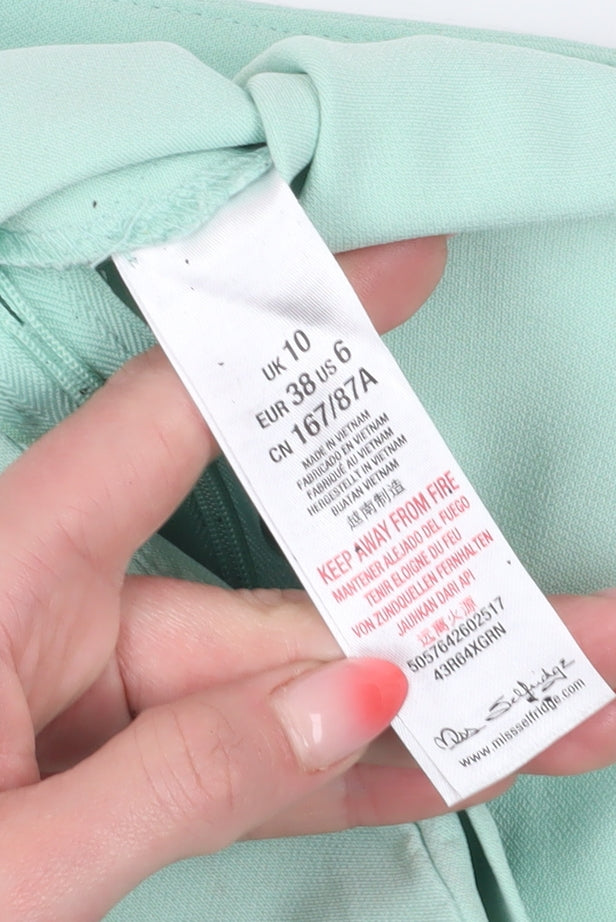 UK 10
EUR 38 US 6
CN 167/87A
MADE IN VIETNAM
FABRICADO EN VIETNAM
FABRIQUÉ AU VIETNAM
HERGESTELLT IN VIETNAM
BUATAN VIETNAM
越南制造
KEEP AWAY FROM FIRE
MANTENER ALEJADO DEL FUEGO
TENIR ELOIGNE DU FEU
VON ZUNDQUELLEN FERNHALTEN
JAUHKAN DARI API
远离火源
5057642602517
43R64XGRN
Miss Selfridge
www.missselfridge.com